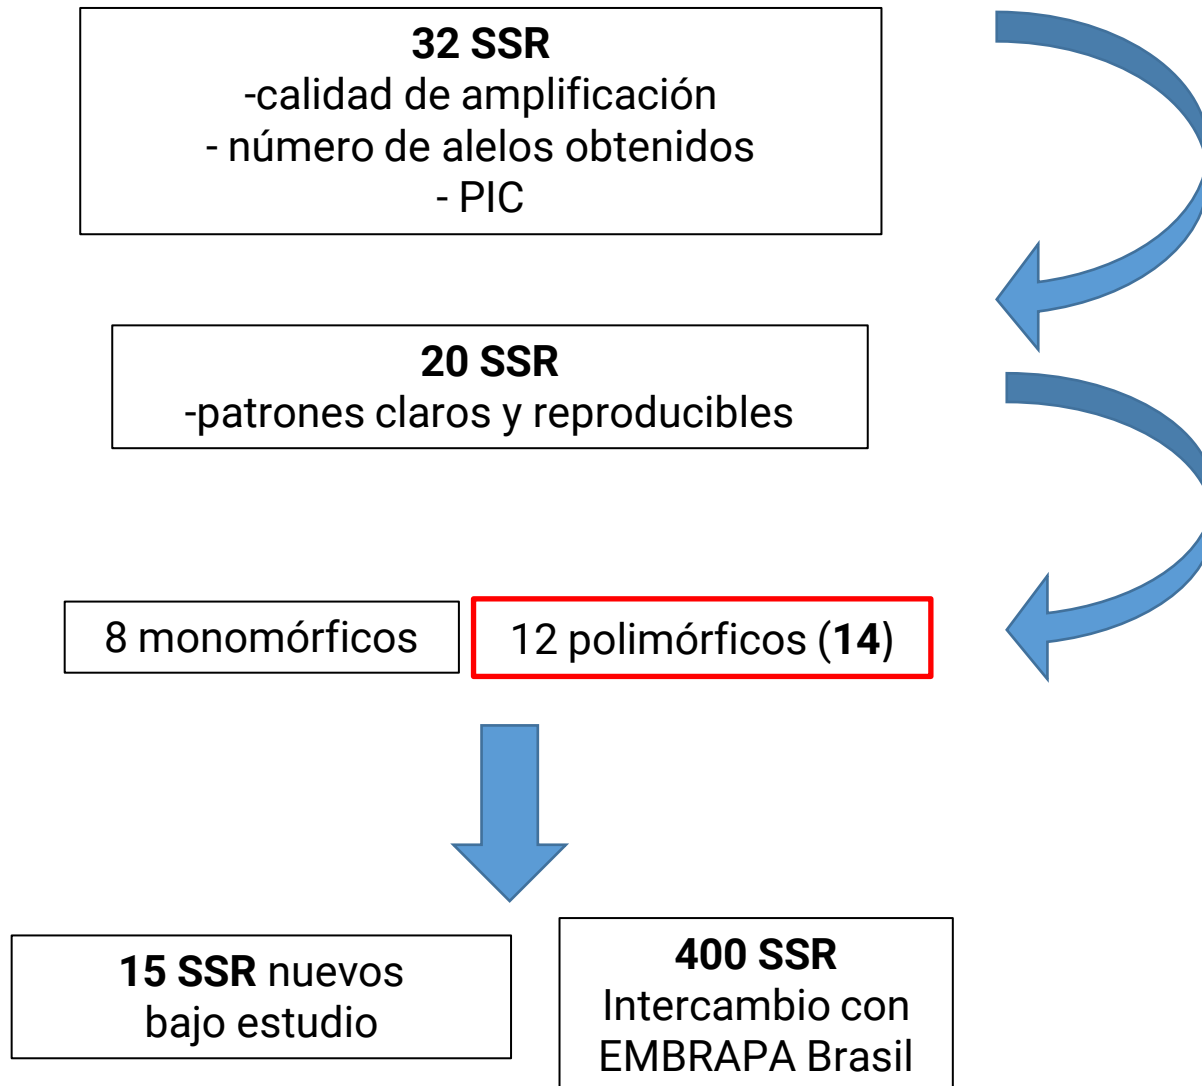 32 SSR
-calidad de amplificación
- número de alelos obtenidos
- PIC
20 SSR
-patrones claros y reproducibles
8 monomórficos
12 polimórficos (14)
15 SSR nuevos
bajo estudio
400 SSR
Intercambio con
EMBRAPA Brasil